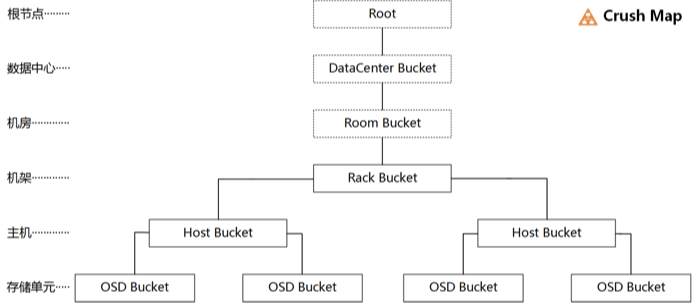 根节点·········
Root
Crush Map
数据中心·····
DataCenter Bucket
机房·············
Room Bucket
机架·············
Rack Bucket
主机·············
Host Bucket
Host Bucket
存储单元·····
OSD Bucket
OSD Bucket
OSD Bucket
OSD Bucket